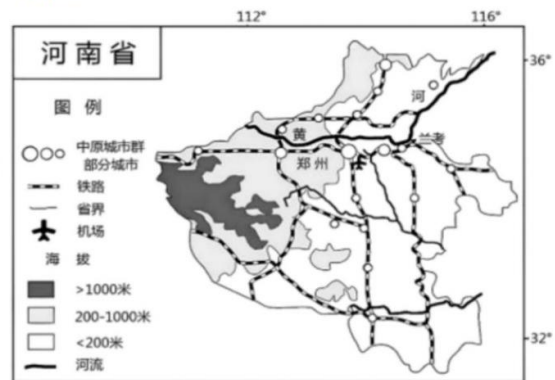 112°
116°
36°
32°
河南省
图 例
中原城市群
部分城市
铁路
省界
机场
海 拔
>1000米
200-1000米
<200米
河流
黄
河
兰考
郑州